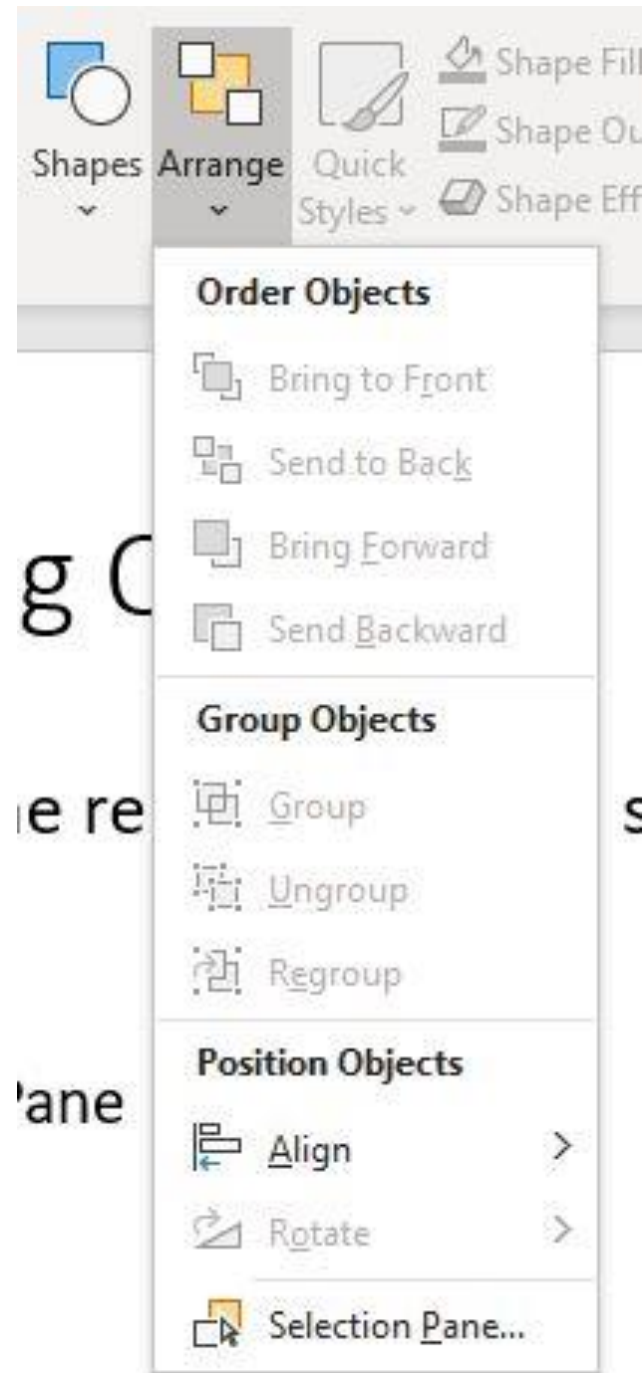 Shapes
Arrange
Quick
Styles
Shape Fill
Shape Ou
Shape Eff
Order Objects
Bring to Front
Send to Back
Bring Forward
Send Backward
g C
Group Objects
Group
e re
s
Ungroup
Regroup
Position Objects
Pane
Align
Rotate
Selection Pane...